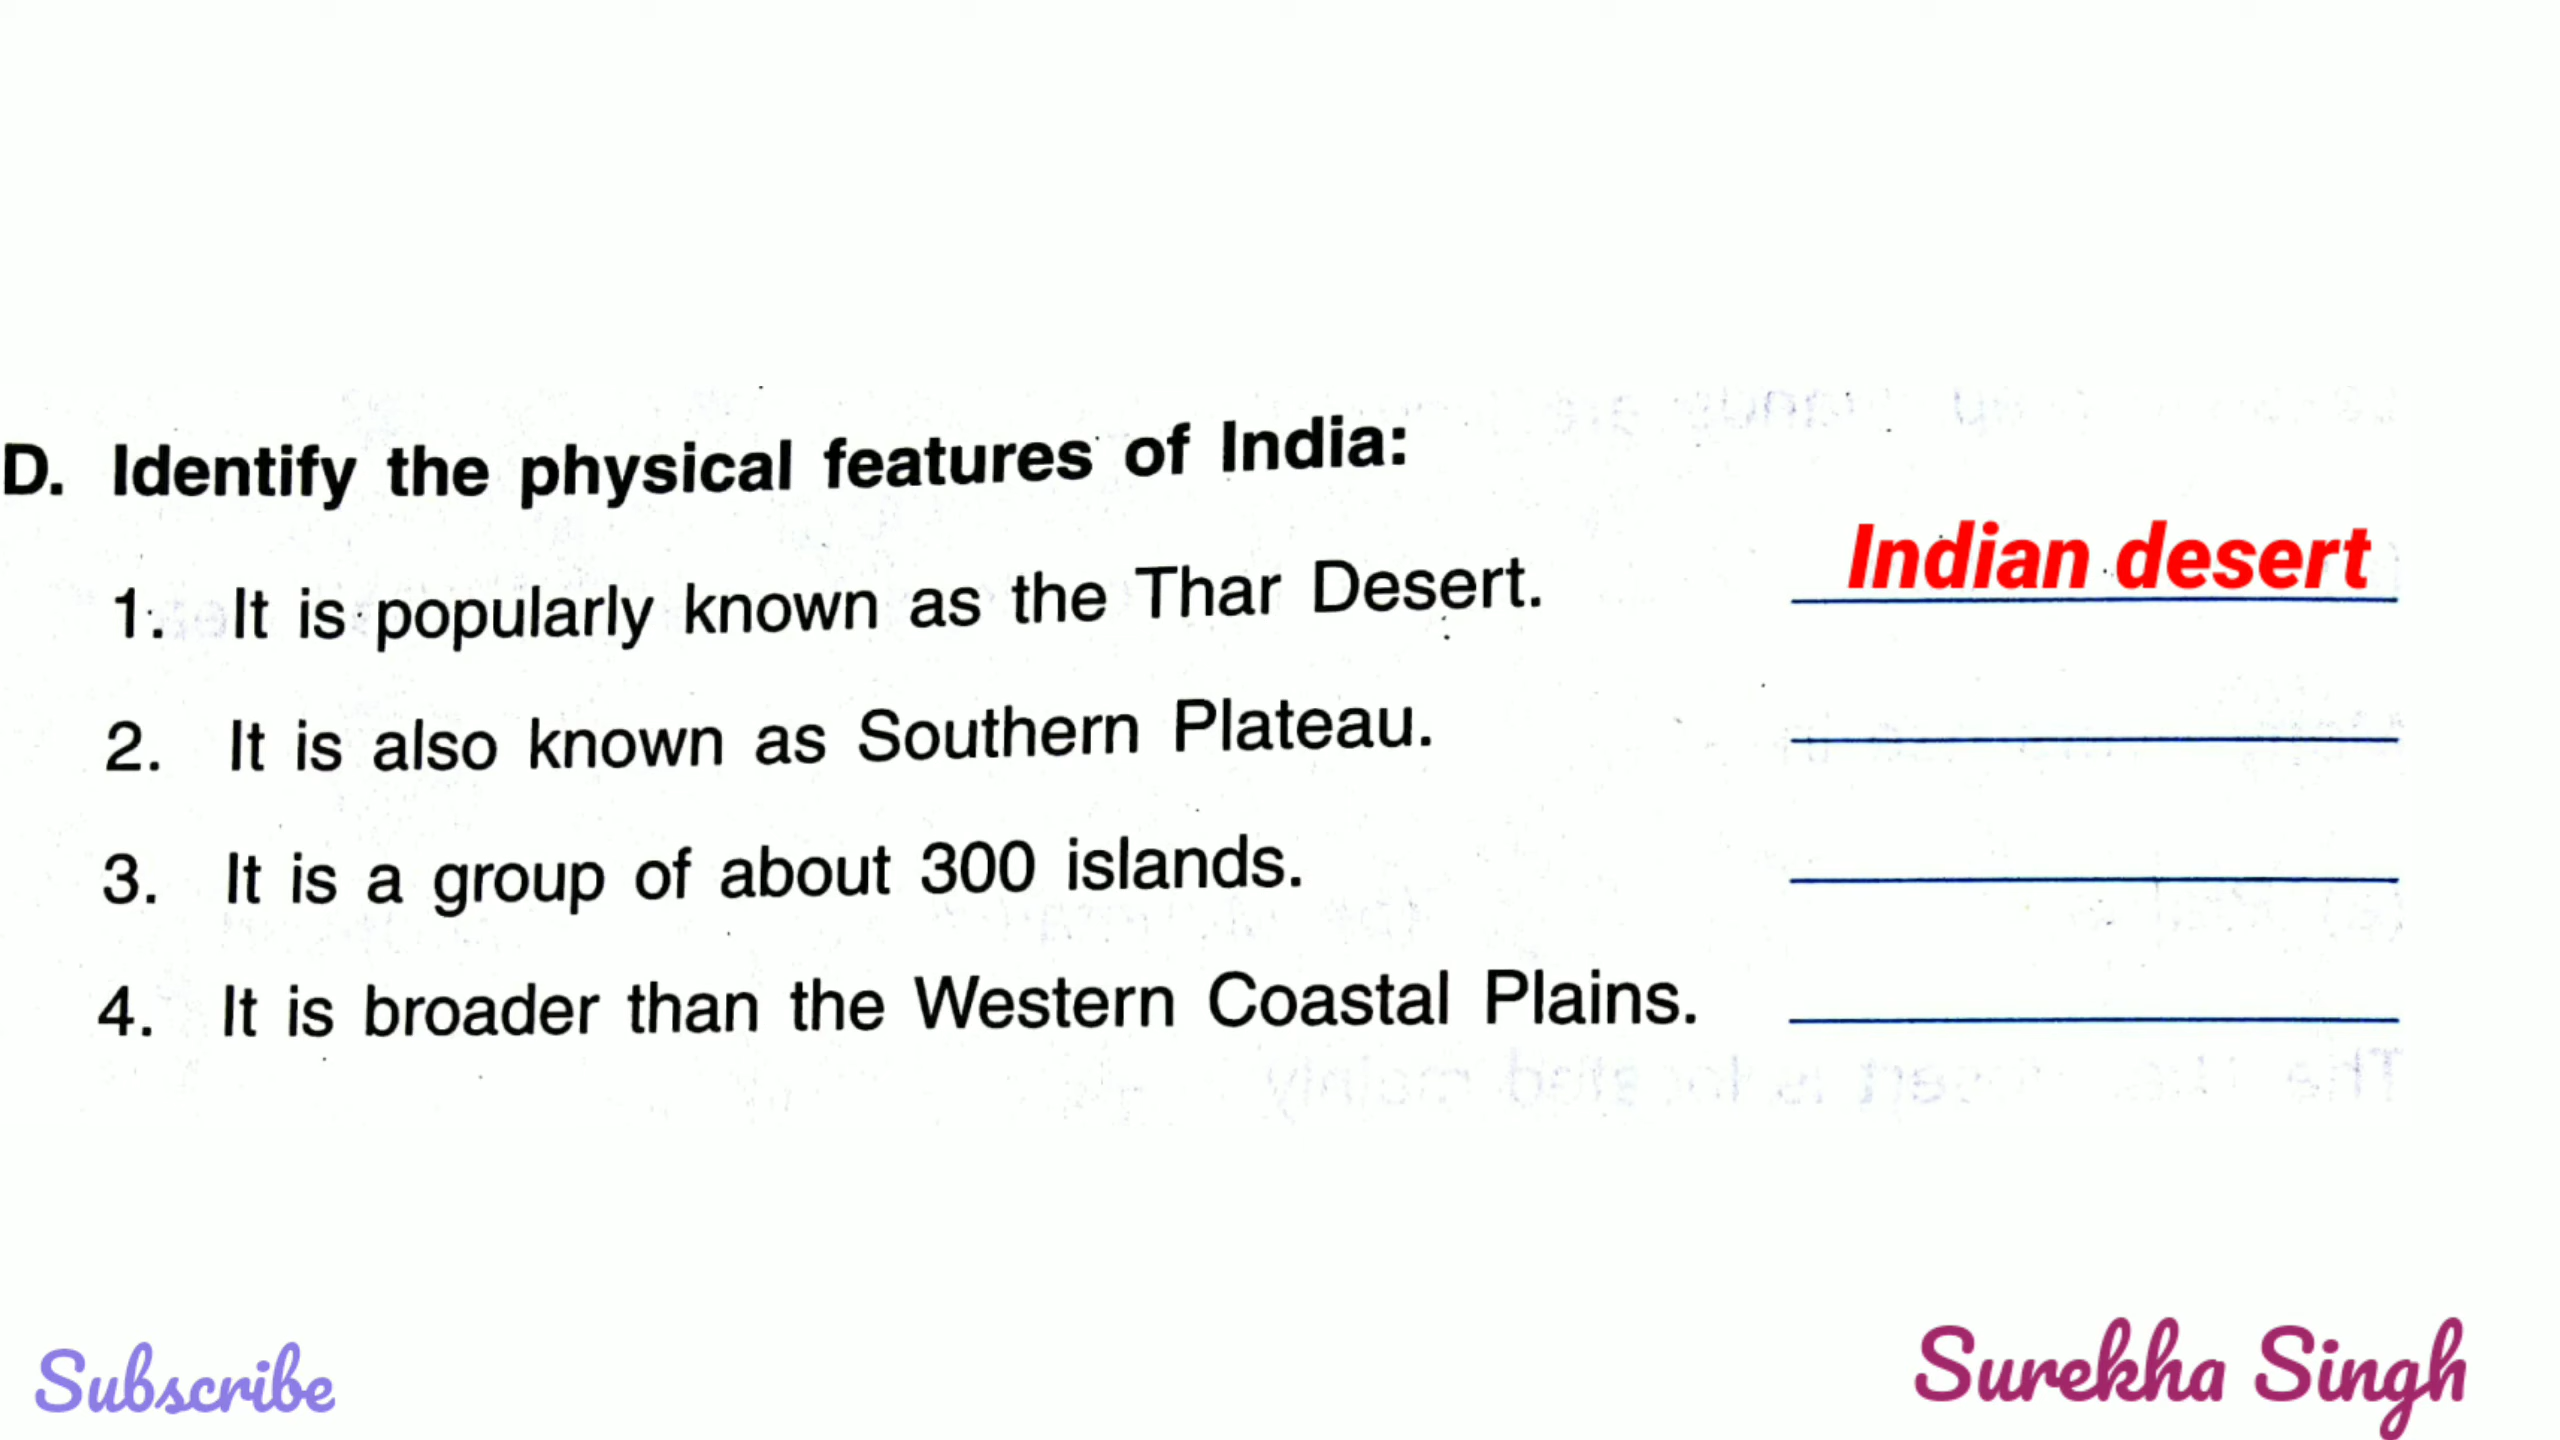 D. Identify the physical features of India:
1. It is popularly known as the Thar Desert. Indian desert
2. It is also known as Southern Plateau.
3. It is a group of about 300 islands.
4. It is broader than the Western Coastal Plains.
Subscribe
Surekha Singh